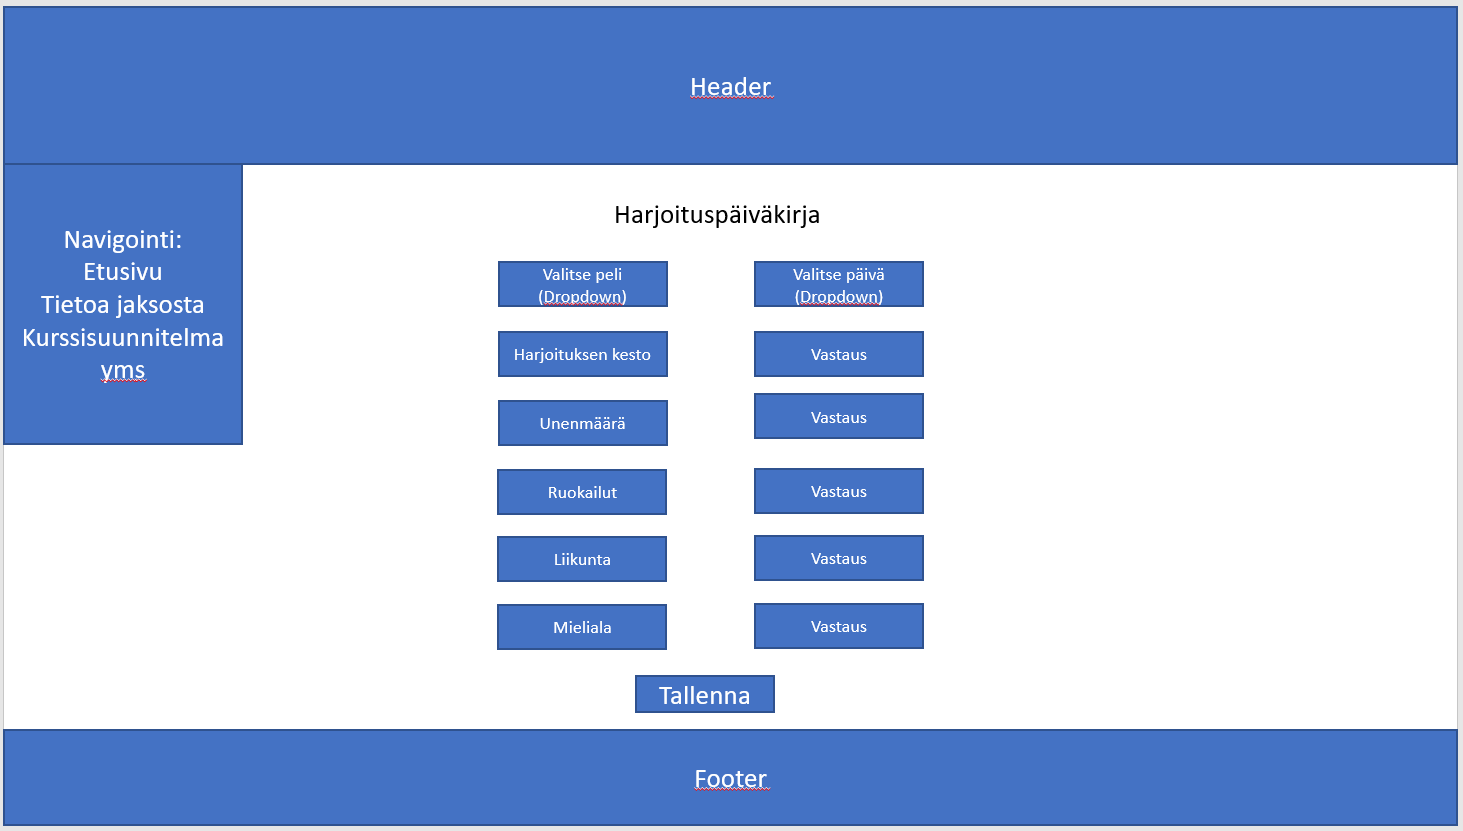 Header
Navigointi:
Etusivu
Tietoa jaksosta
Kurssisuunnitelma
yms
Harjoituspäiväkirja
Valitse peli
(Dropdown)
Valitse päivä
(Dropdown)
Harjoituksen kesto
Vastaus
Unenmäärä
Vastaus
Ruokailut
Vastaus
Liikunta
Vastaus
Mieliala
Vastaus
Tallenna
Footer